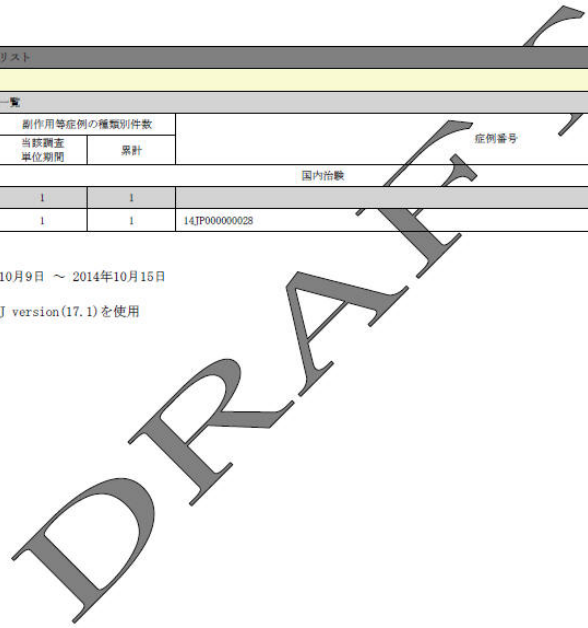 リスト
一覧
副作用等症例の種類別件数
症例番号
当該調査
単位期間
累計
国内治験
1 1
1 1 14JP000000028
10月9日 ～ 2014年10月15日
J version(17.1)を使用
DRAFT